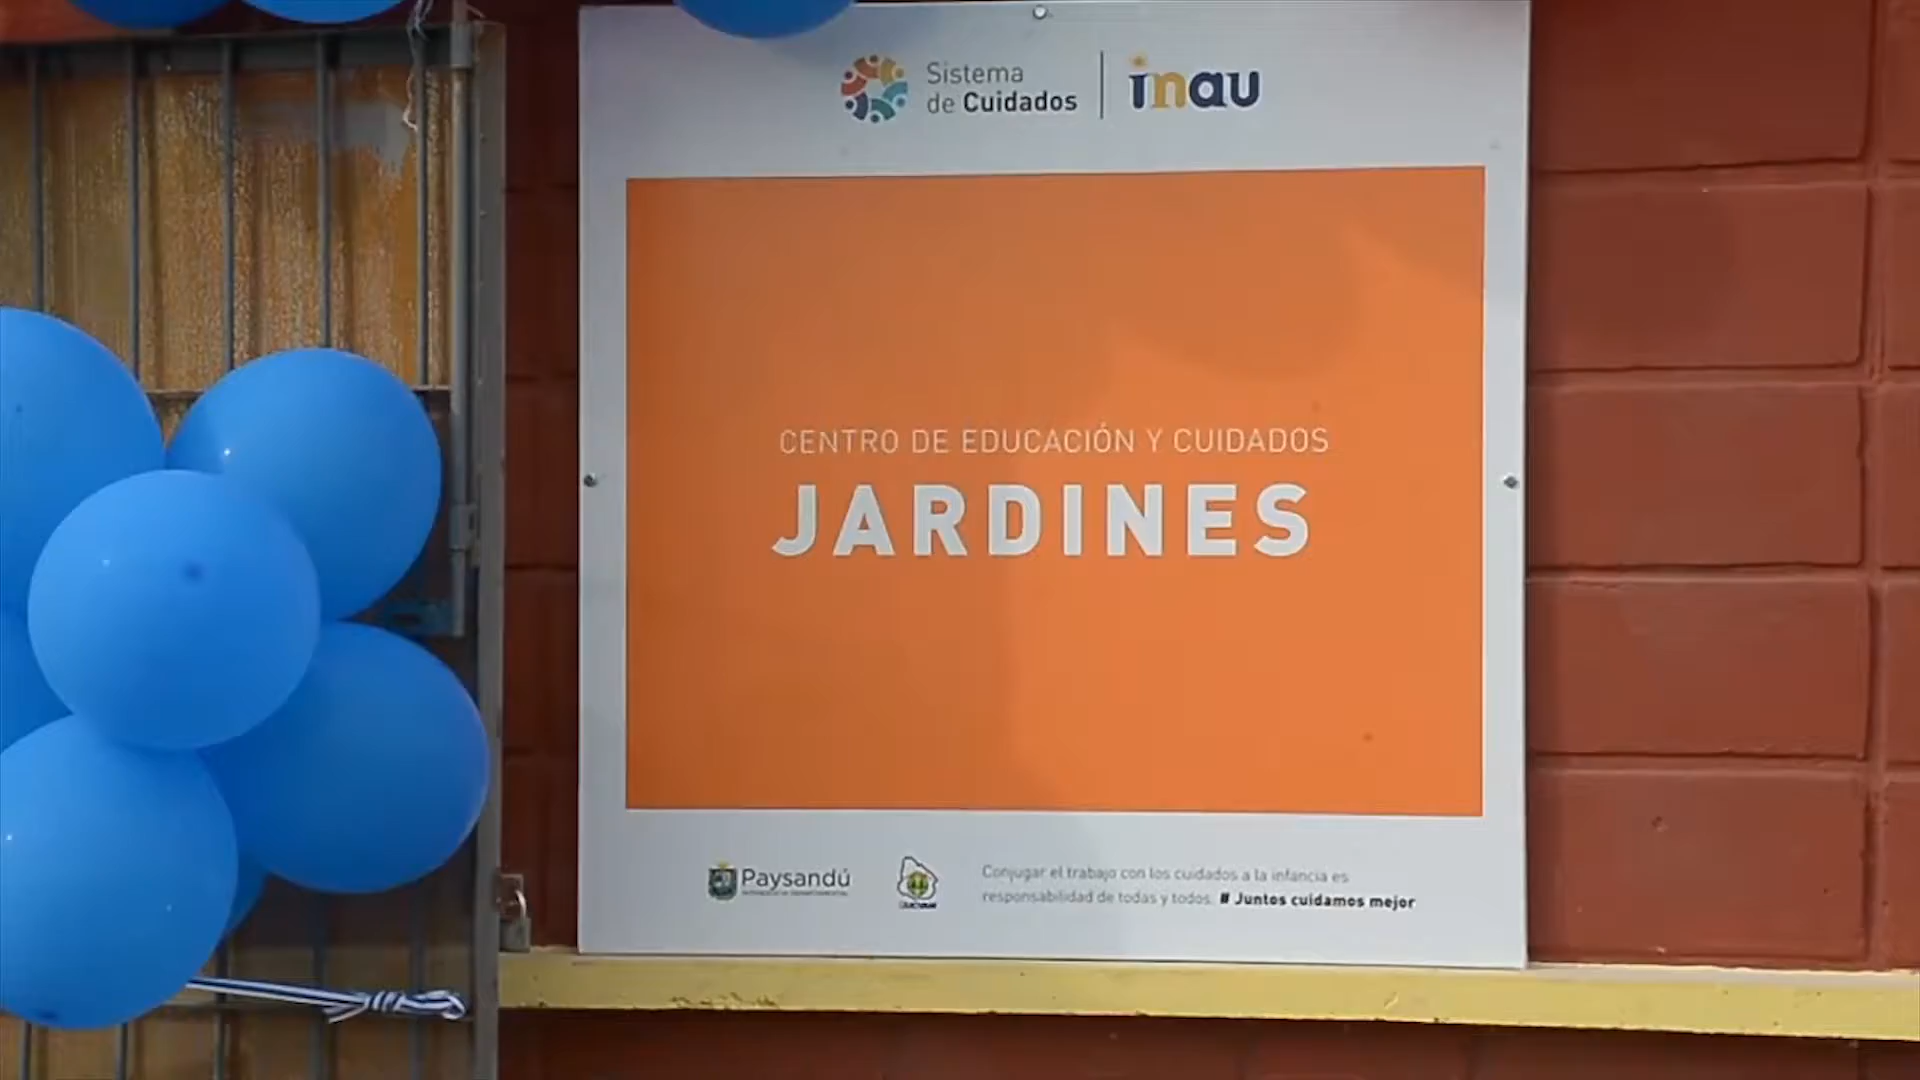 Sistema
de Cuidados
inau
CENTRO DE EDUCACIÓN Y CUIDADOS
JARDINES
Paysandú
Conjugar el trabajo con los cuidados a la infancia es
responsabilidad de todas y todos. # Juntos cuidamos mejor